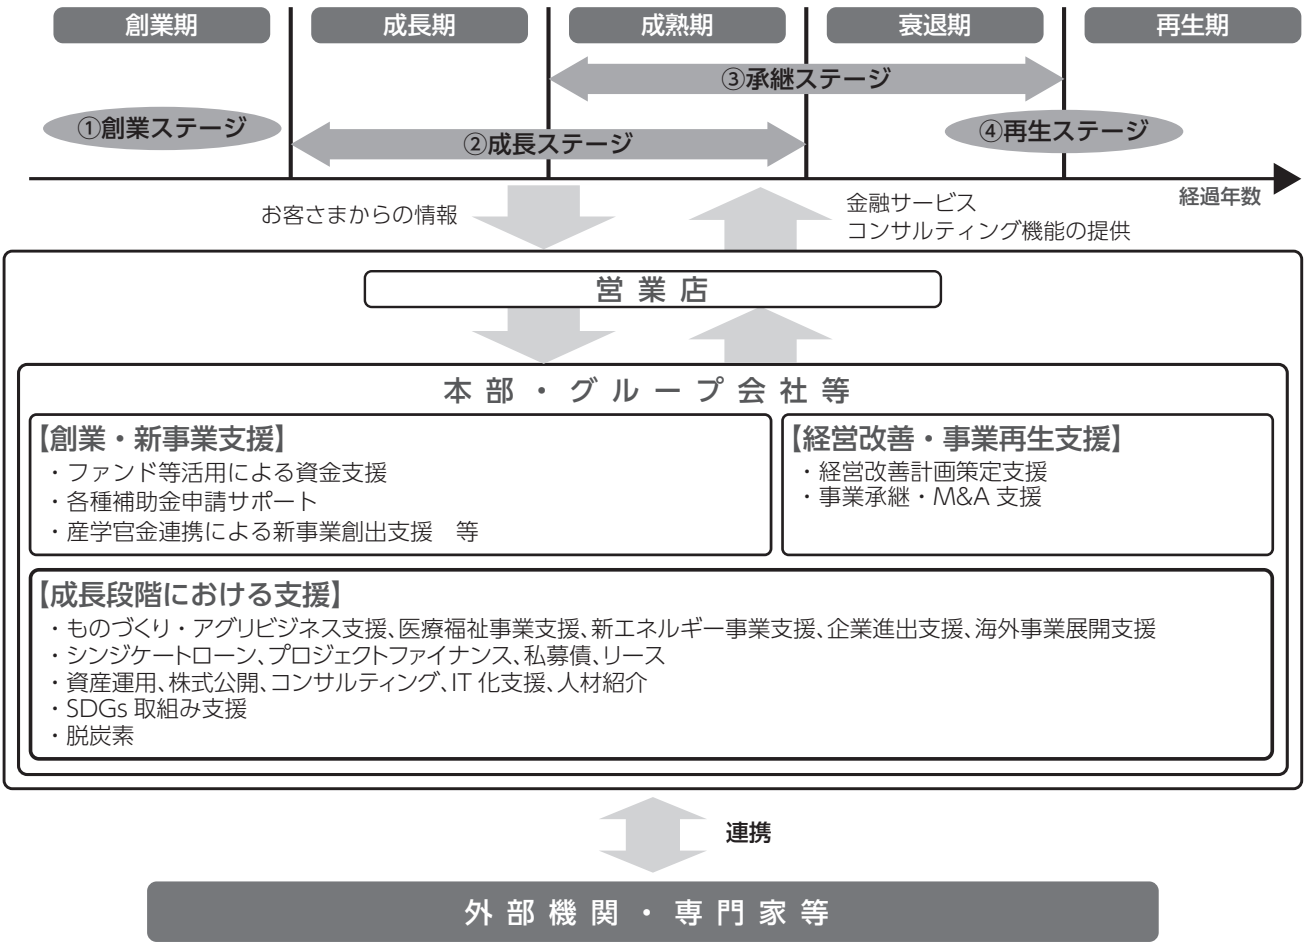 創業期
成長期
成熟期
衰退期
再生期
③承継ステージ
①創業ステージ
②成長ステージ
④再生ステージ
経過年数
お客さまからの情報
金融サービス
コンサルティング機能の提供
営業店
本部・グループ会社等
【創業・新事業支援】
・ファンド等活用による資金支援
・各種補助金申請サポート
・産学官金連携による新事業創出支援　等
【経営改善・事業再生支援】
・経営改善計画策定支援
・事業承継・M&A 支援
【成長段階における支援】
・ものづくり・アグリビジネス支援、医療福祉事業支援、新エネルギー事業支援、企業進出支援、海外事業展開支援
・シンジケートローン、プロジェクトファイナンス、私募債、リース
・資産運用、株式公開、コンサルティング、IT 化支援、人材紹介
・SDGs 取組み支援
・脱炭素
連携
外部機関・専門家等